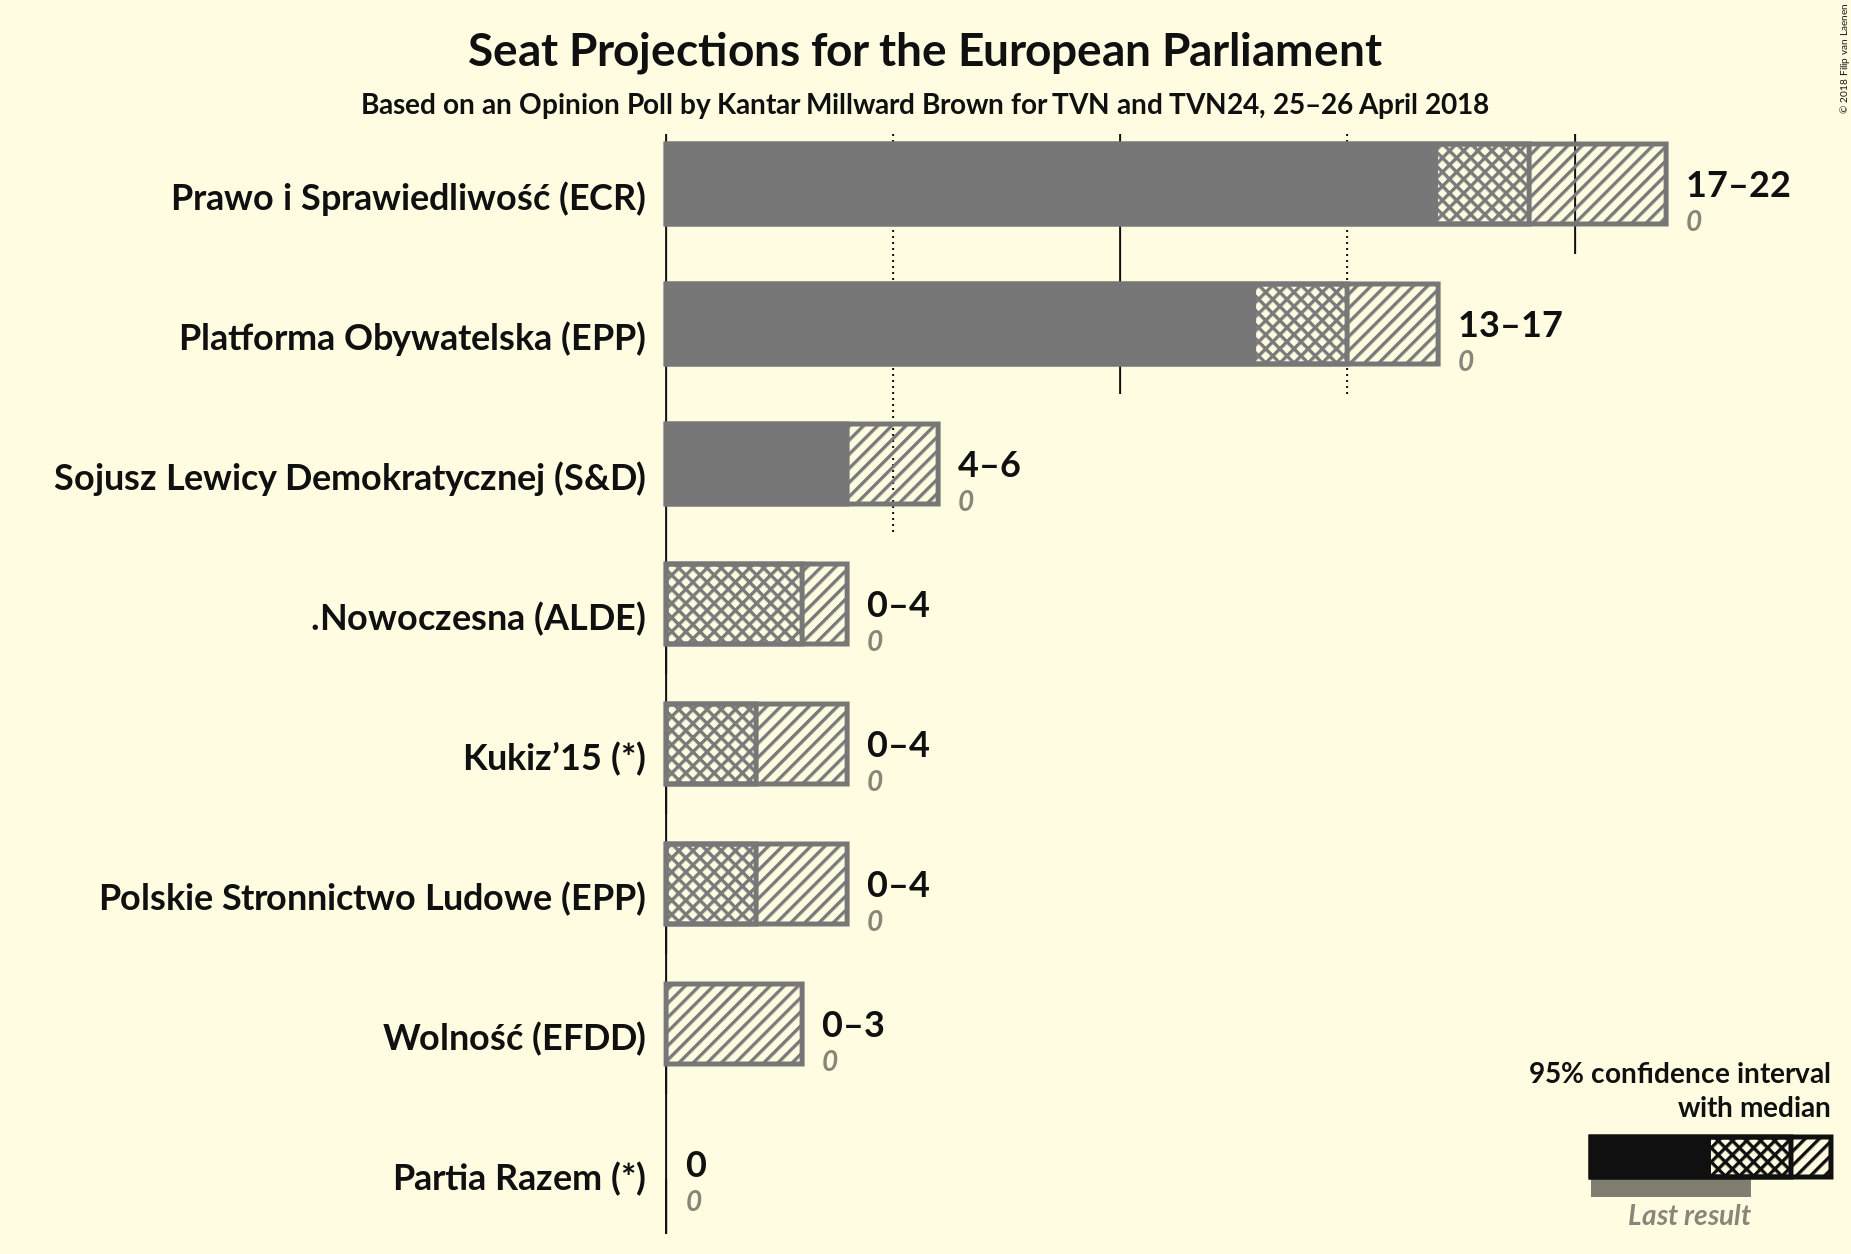 Seat Projections for the European Parliament
Based on an Opinion Poll by Kantar Millward Brown for TVN and TVN24, 25–26 April 2018
© 2018 Filip van Laenen
Prawo i Sprawiedliwość (ECR)
17–22
0
Platforma Obywatelska (EPP)
13–17
0
Sojusz Lewicy Demokratycznej (S&D)
4–6
0
.Nowoczesna (ALDE)
0–4
0
Kukiz’15 (*)
0–4
0
Polskie Stronnictwo Ludowe (EPP)
0–4
0
Wolność (EFDD)
0–3
0
Partia Razem (*)
0
0
95% confidence interval
with median
Last result